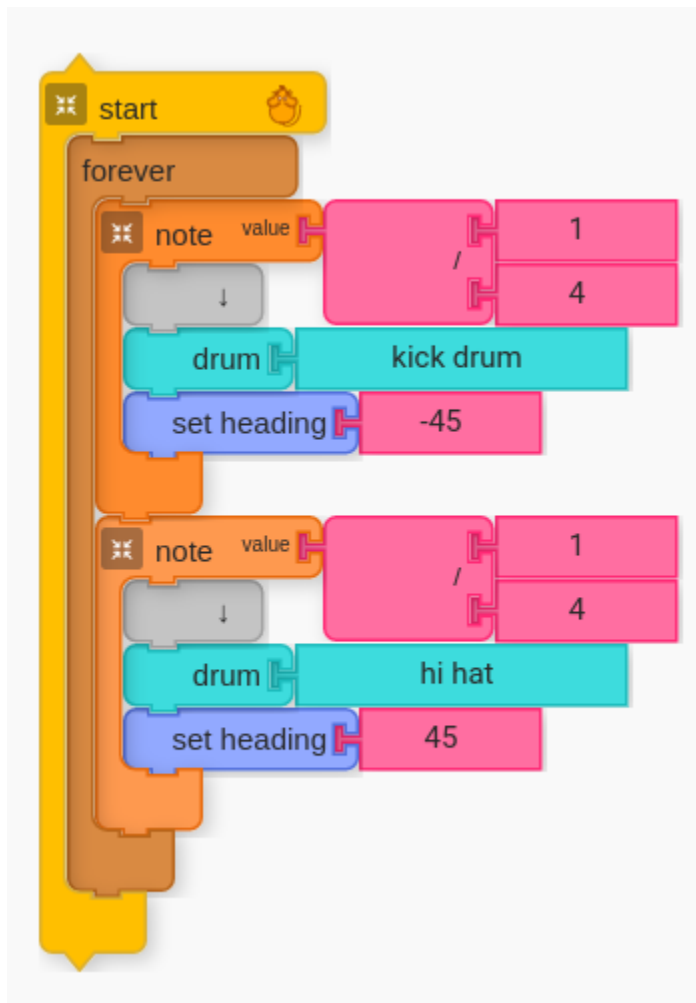 start
forever
note value 1
/
4
↓
drum kick drum
set heading -45
note value 1
/
4
↓
drum hi hat
set heading 45